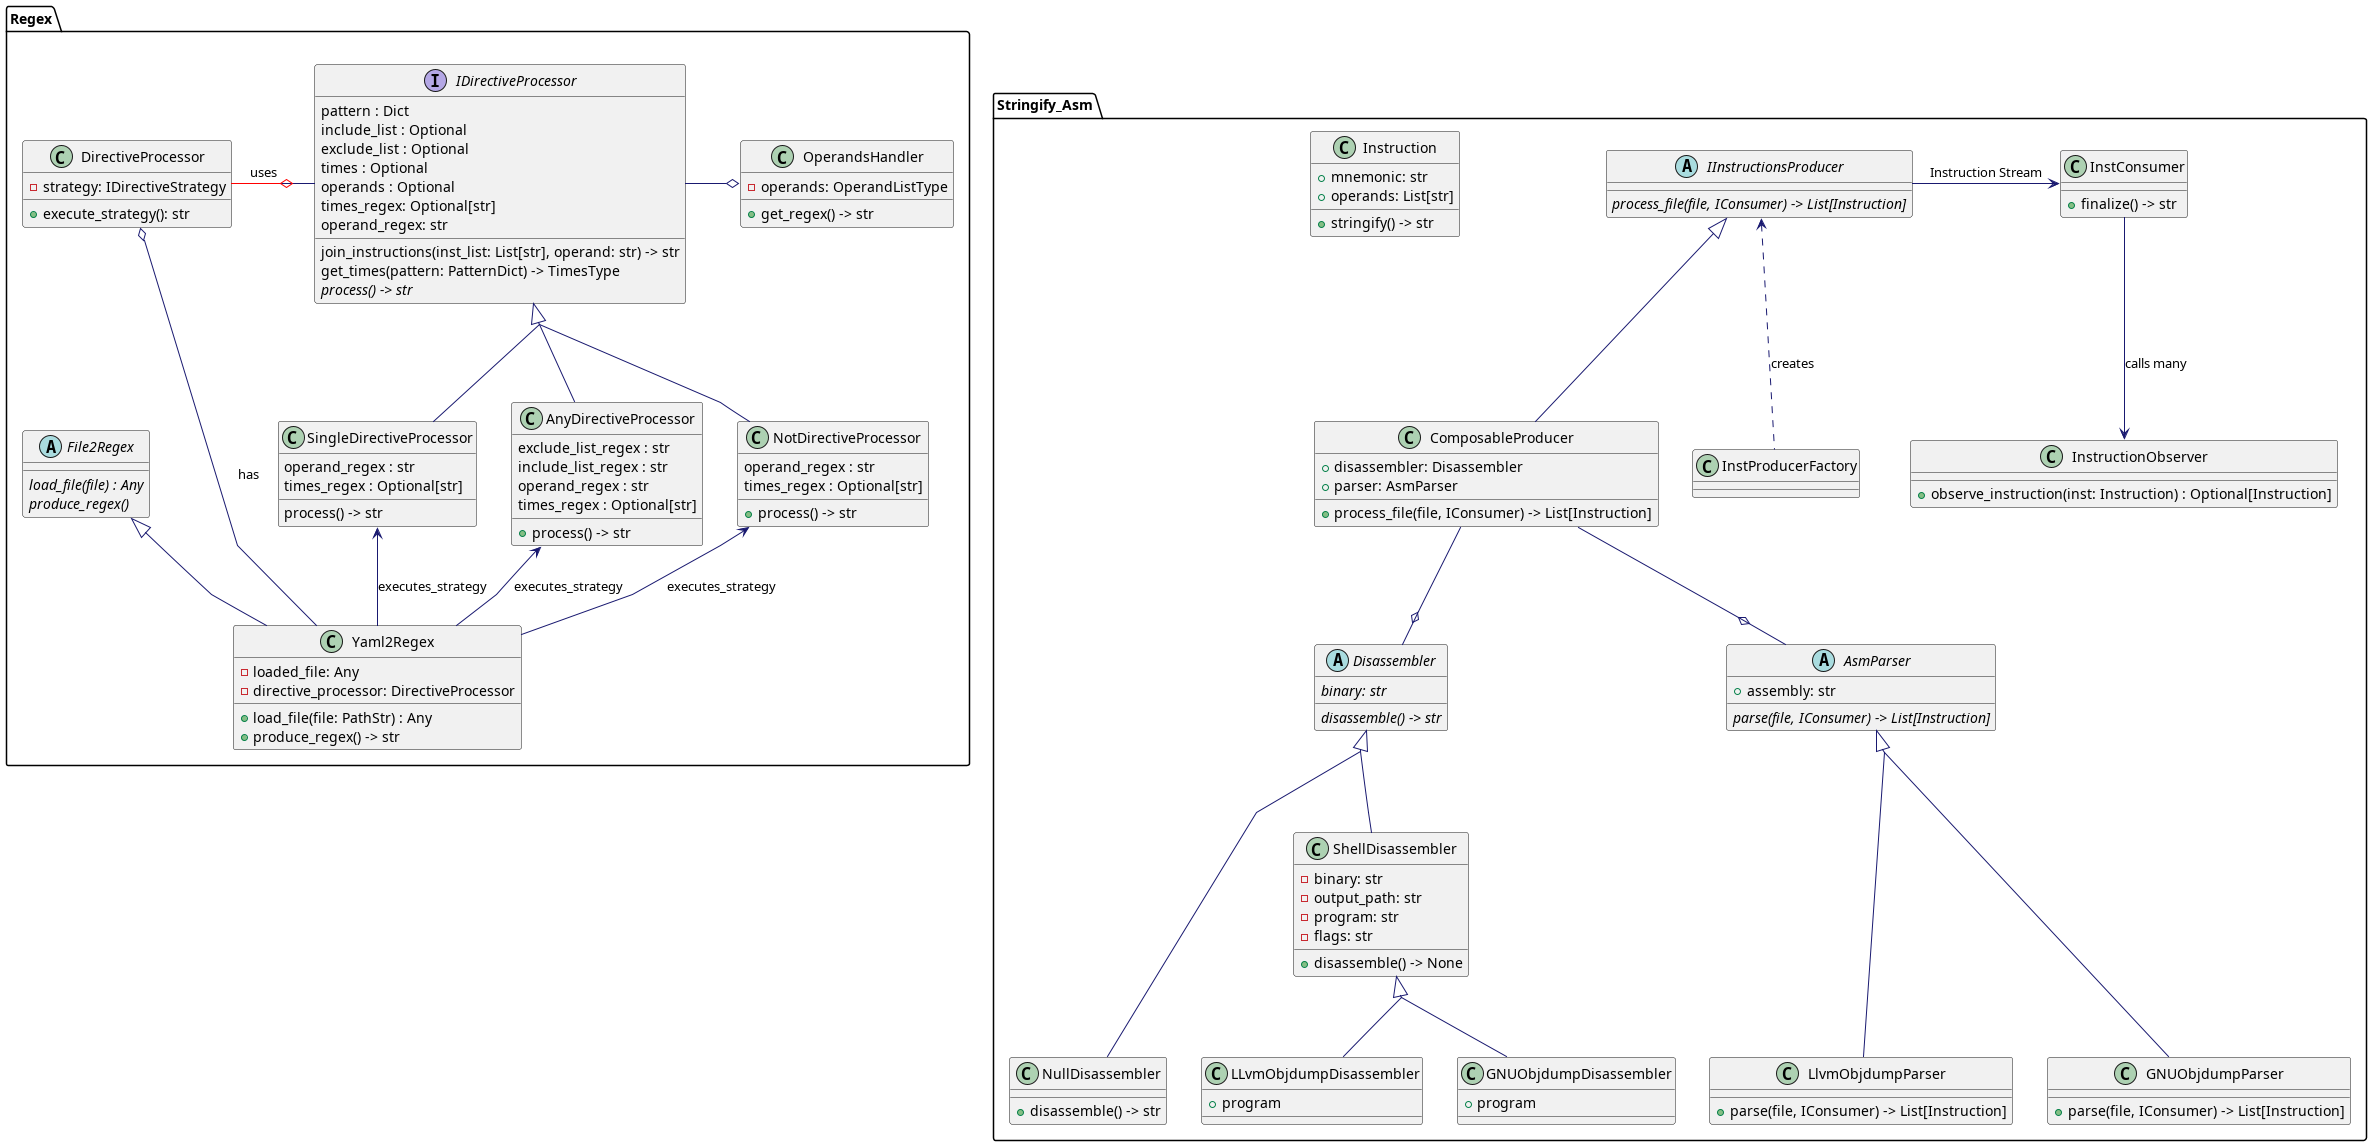 Regex
I IDirectiveProcessor
pattern : Dict
include_list : Optional
exclude_list : Optional
times : Optional
operands : Optional
times_regex: Optional[str]
operand_regex: str
join_instructions(inst_list: List[str], operand: str) -> str
get_times(pattern: PatternDict) -> TimesType
process() -> str
C DirectiveProcessor
strategy: IDirectiveStrategy
execute_strategy(): str
uses
C OperandsHandler
operands: OperandListType
get_regex() -> str
has
A File2Regex
load_file(file) : Any
produce_regex()
C SingleDirectiveProcessor
operand_regex : str
times_regex : Optional[str]
process() -> str
C AnyDirectiveProcessor
exclude_list_regex : str
include_list_regex : str
operand_regex : str
times_regex : Optional[str]
process() -> str
C NotDirectiveProcessor
operand_regex : str
times_regex : Optional[str]
process() -> str
executes_strategy
executes_strategy
executes_strategy
C Yaml2Regex
loaded_file: Any
directive_processor: DirectiveProcessor
load_file(file: PathStr) : Any
produce_regex() -> str
Stringify_Asm
C Instruction
mnemonic: str
operands: List[str]
stringify() -> str
A IInstructionsProducer
process_file(file, IConsumer) -> List[Instruction]
Instruction Stream
C InstConsumer
finalize() -> str
creates
calls many
C ComposableProducer
disassembler: Disassembler
parser: AsmParser
process_file(file, IConsumer) -> List[Instruction]
C InstProducerFactory
C InstructionObserver
observe_instruction(inst: Instruction) : Optional[Instruction]
A Disassembler
binary: str
disassemble() -> str
A AsmParser
assembly: str
parse(file, IConsumer) -> List[Instruction]
C ShellDisassembler
binary: str
output_path: str
program: str
flags: str
disassemble() -> None
C NullDisassembler
disassemble() -> str
C LLvmObjdumpDisassembler
program
C GNUObjdumpDisassembler
program
C LlvmObjdumpParser
parse(file, IConsumer) -> List[Instruction]
C GNUObjdumpParser
parse(file, IConsumer) -> List[Instruction]